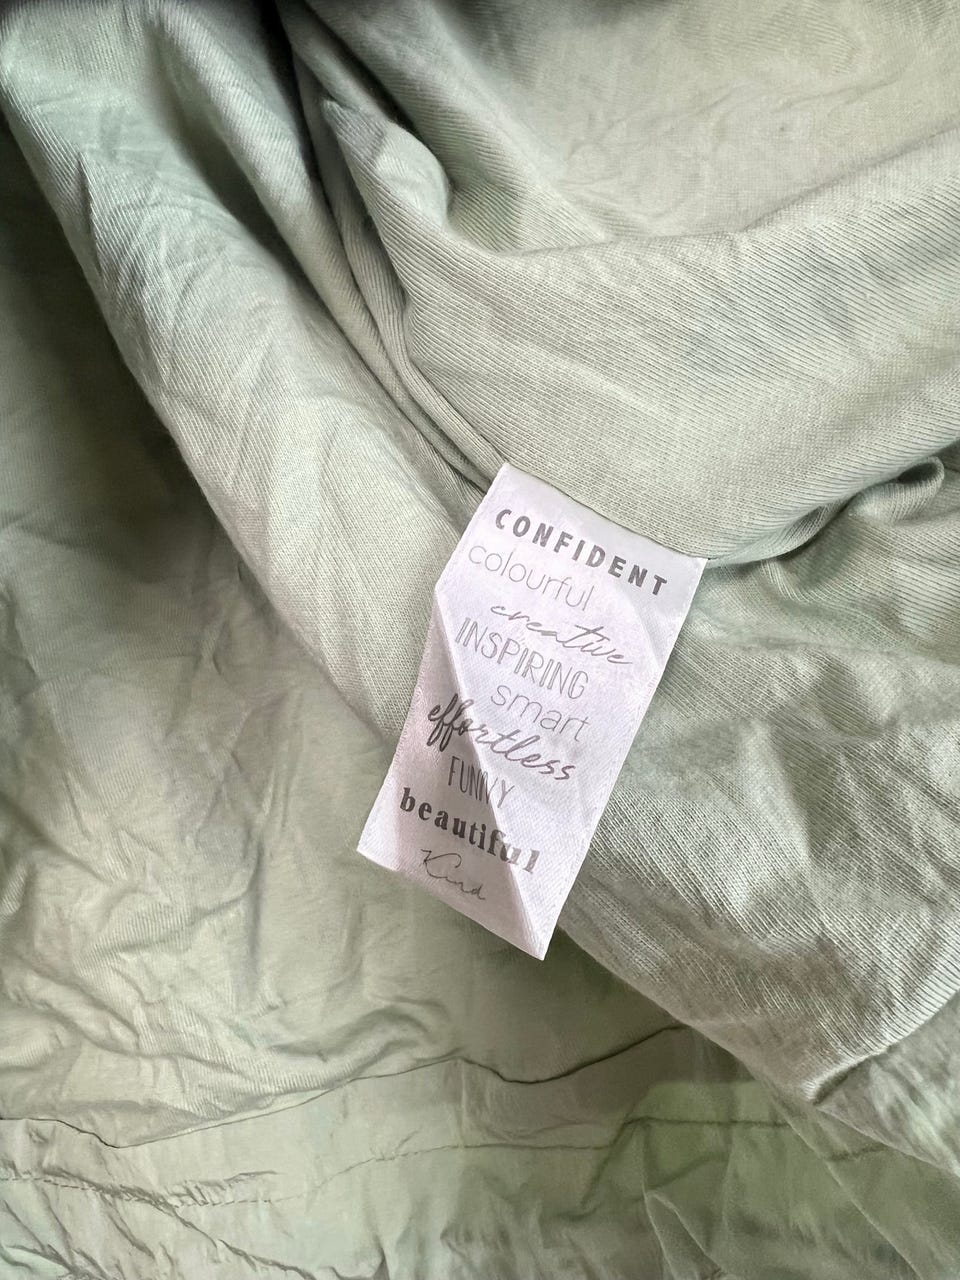 CONFIDENT
colourful
creative
INSPIRING
smart
effortless
FUNNY
beautiful
Kind